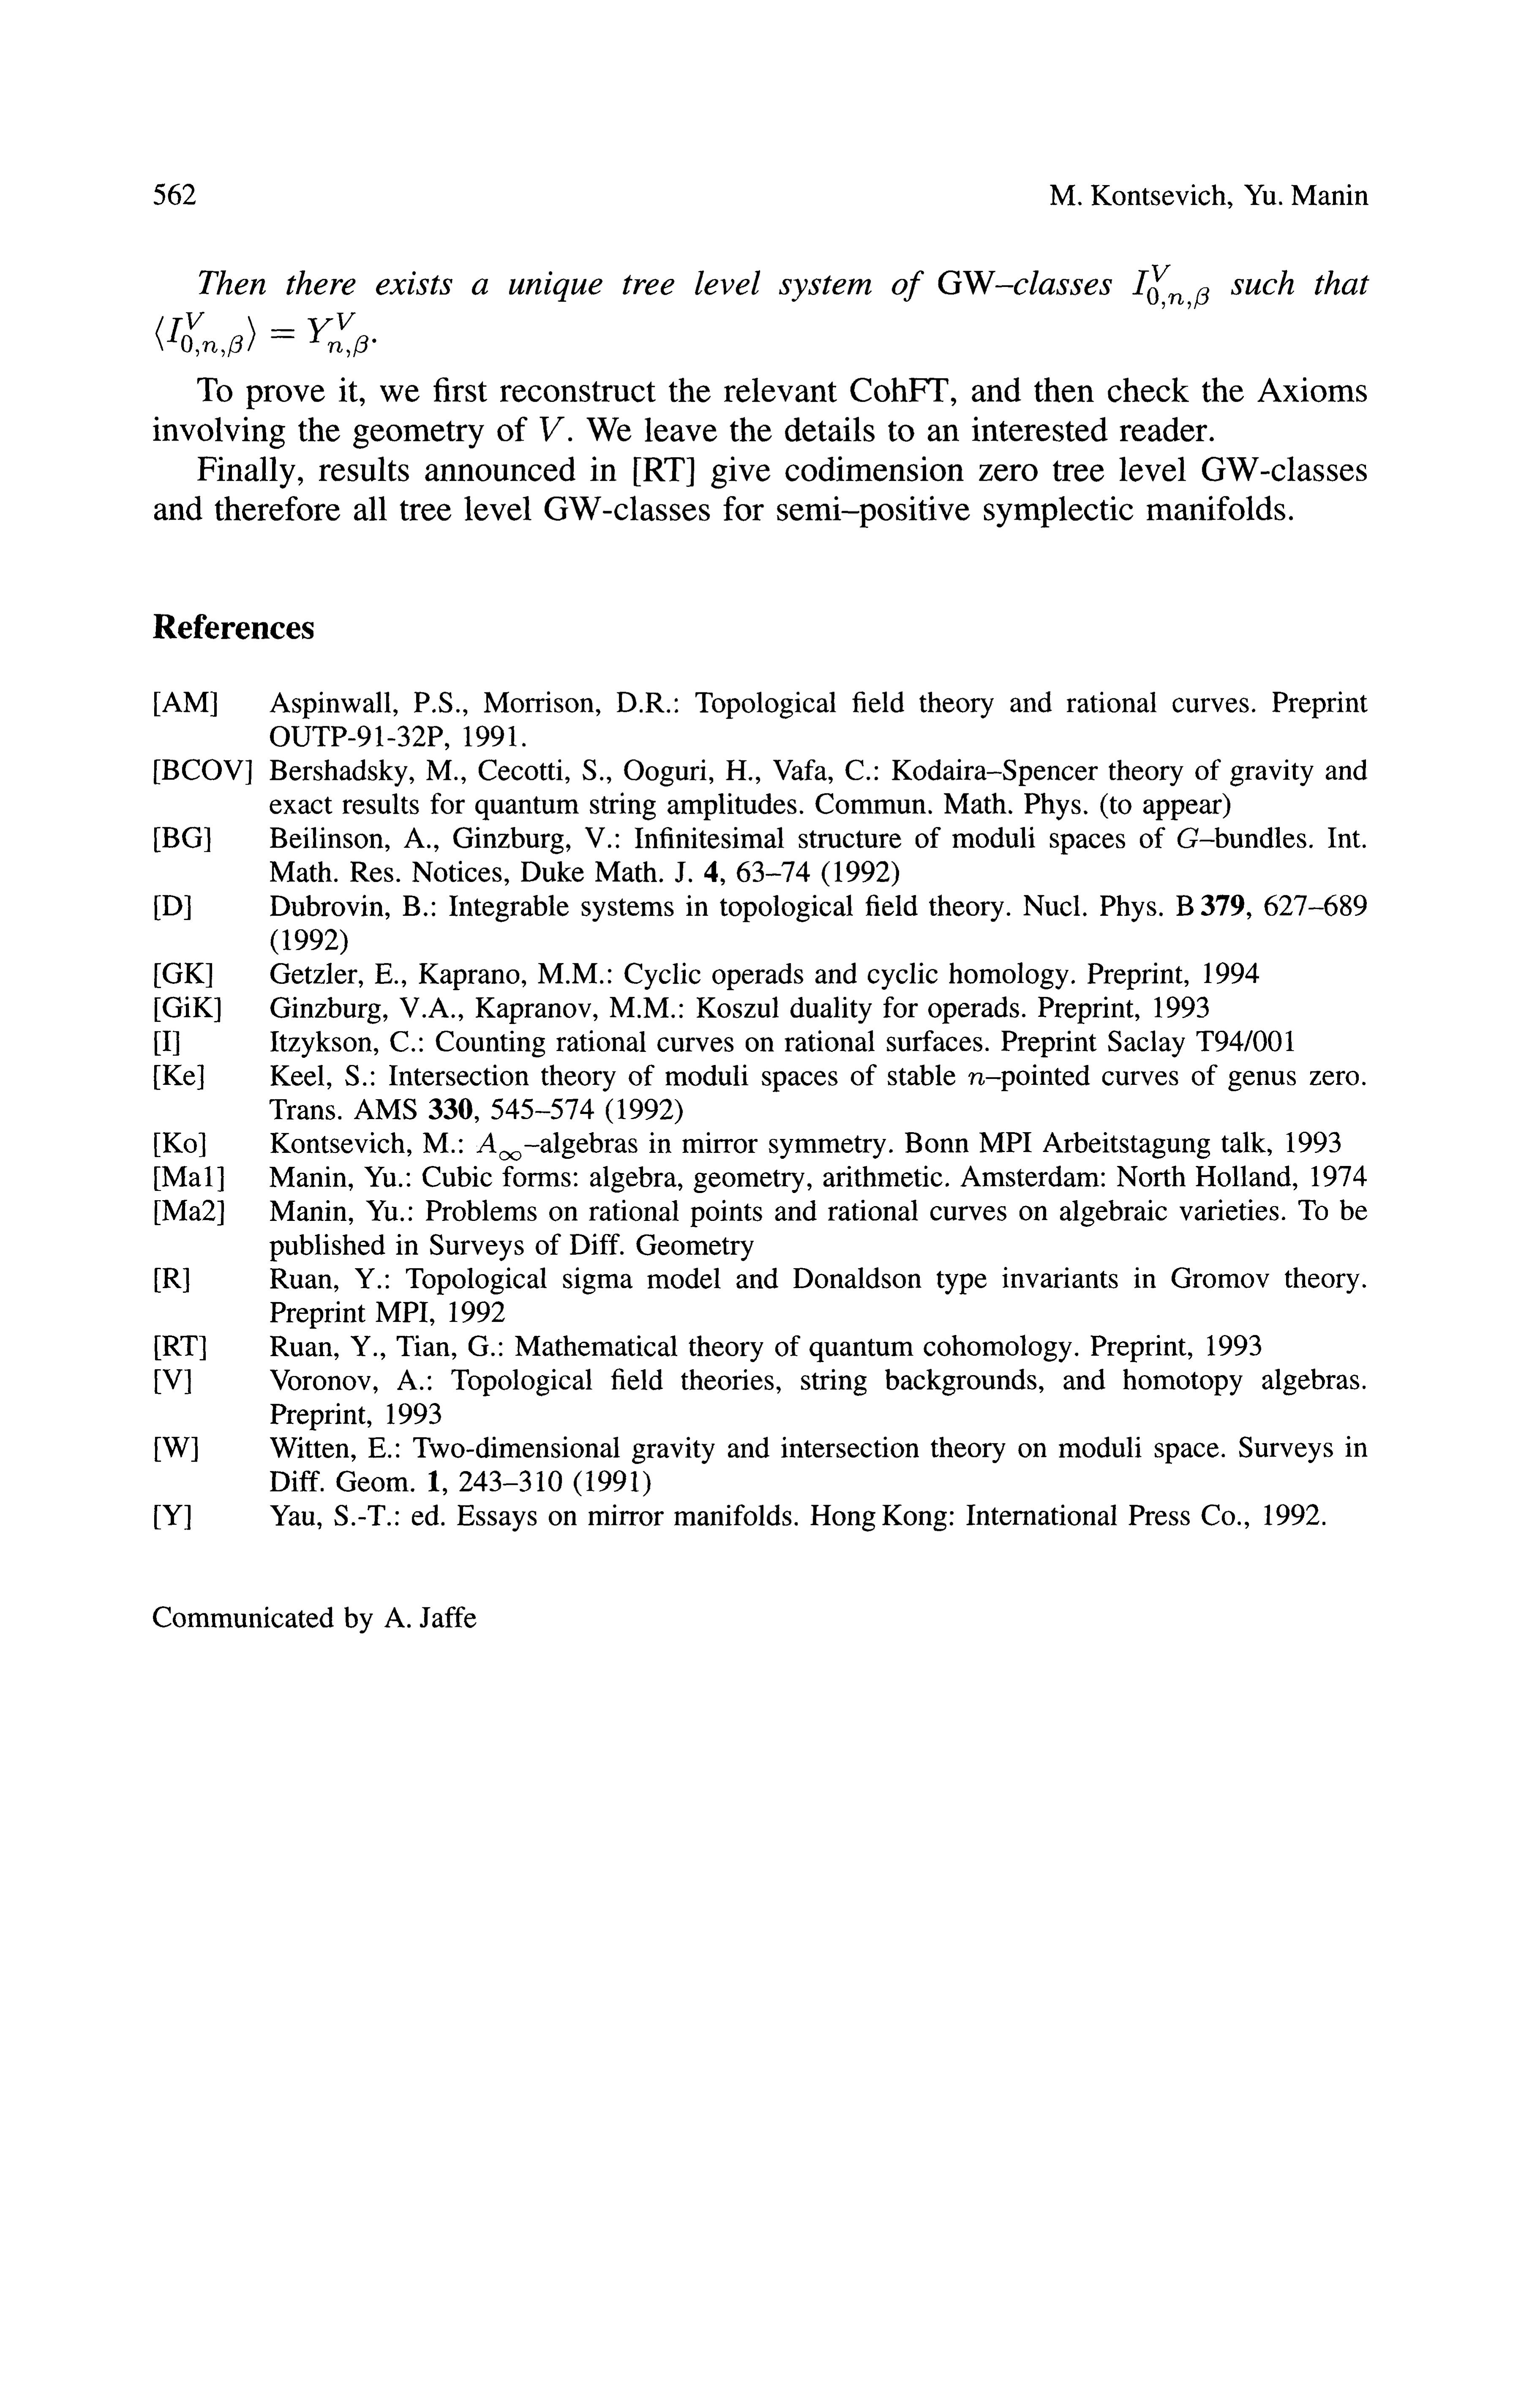 562 M. Kontsevich, Yu. Manin
Then there exists a unique tree level system of GW–classes $I^V_{0,n,\beta}$ such that
$\langle I^V_{0,n,\beta} \rangle = Y^V_{n,\beta}$.
To prove it, we first reconstruct the relevant CohFT, and then check the Axioms
involving the geometry of V. We leave the details to an interested reader.
Finally, results announced in [RT] give codimension zero tree level GW-classes
and therefore all tree level GW-classes for semi–positive symplectic manifolds.
References
[AM] Aspinwall, P.S., Morrison, D.R.: Topological field theory and rational curves. Preprint
OUTP-91-32P, 1991.
[BCOV] Bershadsky, M., Cecotti, S., Ooguri, H., Vafa, C.: Kodaira–Spencer theory of gravity and
exact results for quantum string amplitudes. Commun. Math. Phys. (to appear)
[BG] Beilinson, A., Ginzburg, V.: Infinitesimal structure of moduli spaces of G–bundles. Int.
Math. Res. Notices, Duke Math. J. 4, 63–74 (1992)
[D] Dubrovin, B.: Integrable systems in topological field theory. Nucl. Phys. B 379, 627–689
(1992)
[GK] Getzler, E., Kaprano, M.M.: Cyclic operads and cyclic homology. Preprint, 1994
[GiK] Ginzburg, V.A., Kapranov, M.M.: Koszul duality for operads. Preprint, 1993
[I] Itzykson, C.: Counting rational curves on rational surfaces. Preprint Saclay T94/001
[Ke] Keel, S.: Intersection theory of moduli spaces of stable n–pointed curves of genus zero.
Trans. AMS 330, 545–574 (1992)
[Ko] Kontsevich, M.: $A_\infty$–algebras in mirror symmetry. Bonn MPI Arbeitstagung talk, 1993
[Ma1] Manin, Yu.: Cubic forms: algebra, geometry, arithmetic. Amsterdam: North Holland, 1974
[Ma2] Manin, Yu.: Problems on rational points and rational curves on algebraic varieties. To be
published in Surveys of Diff. Geometry
[R] Ruan, Y.: Topological sigma model and Donaldson type invariants in Gromov theory.
Preprint MPI, 1992
[RT] Ruan, Y., Tian, G.: Mathematical theory of quantum cohomology. Preprint, 1993
[V] Voronov, A.: Topological field theories, string backgrounds, and homotopy algebras.
Preprint, 1993
[W] Witten, E.: Two-dimensional gravity and intersection theory on moduli space. Surveys in
Diff. Geom. 1, 243–310 (1991)
[Y] Yau, S.-T.: ed. Essays on mirror manifolds. Hong Kong: International Press Co., 1992.
Communicated by A. Jaffe